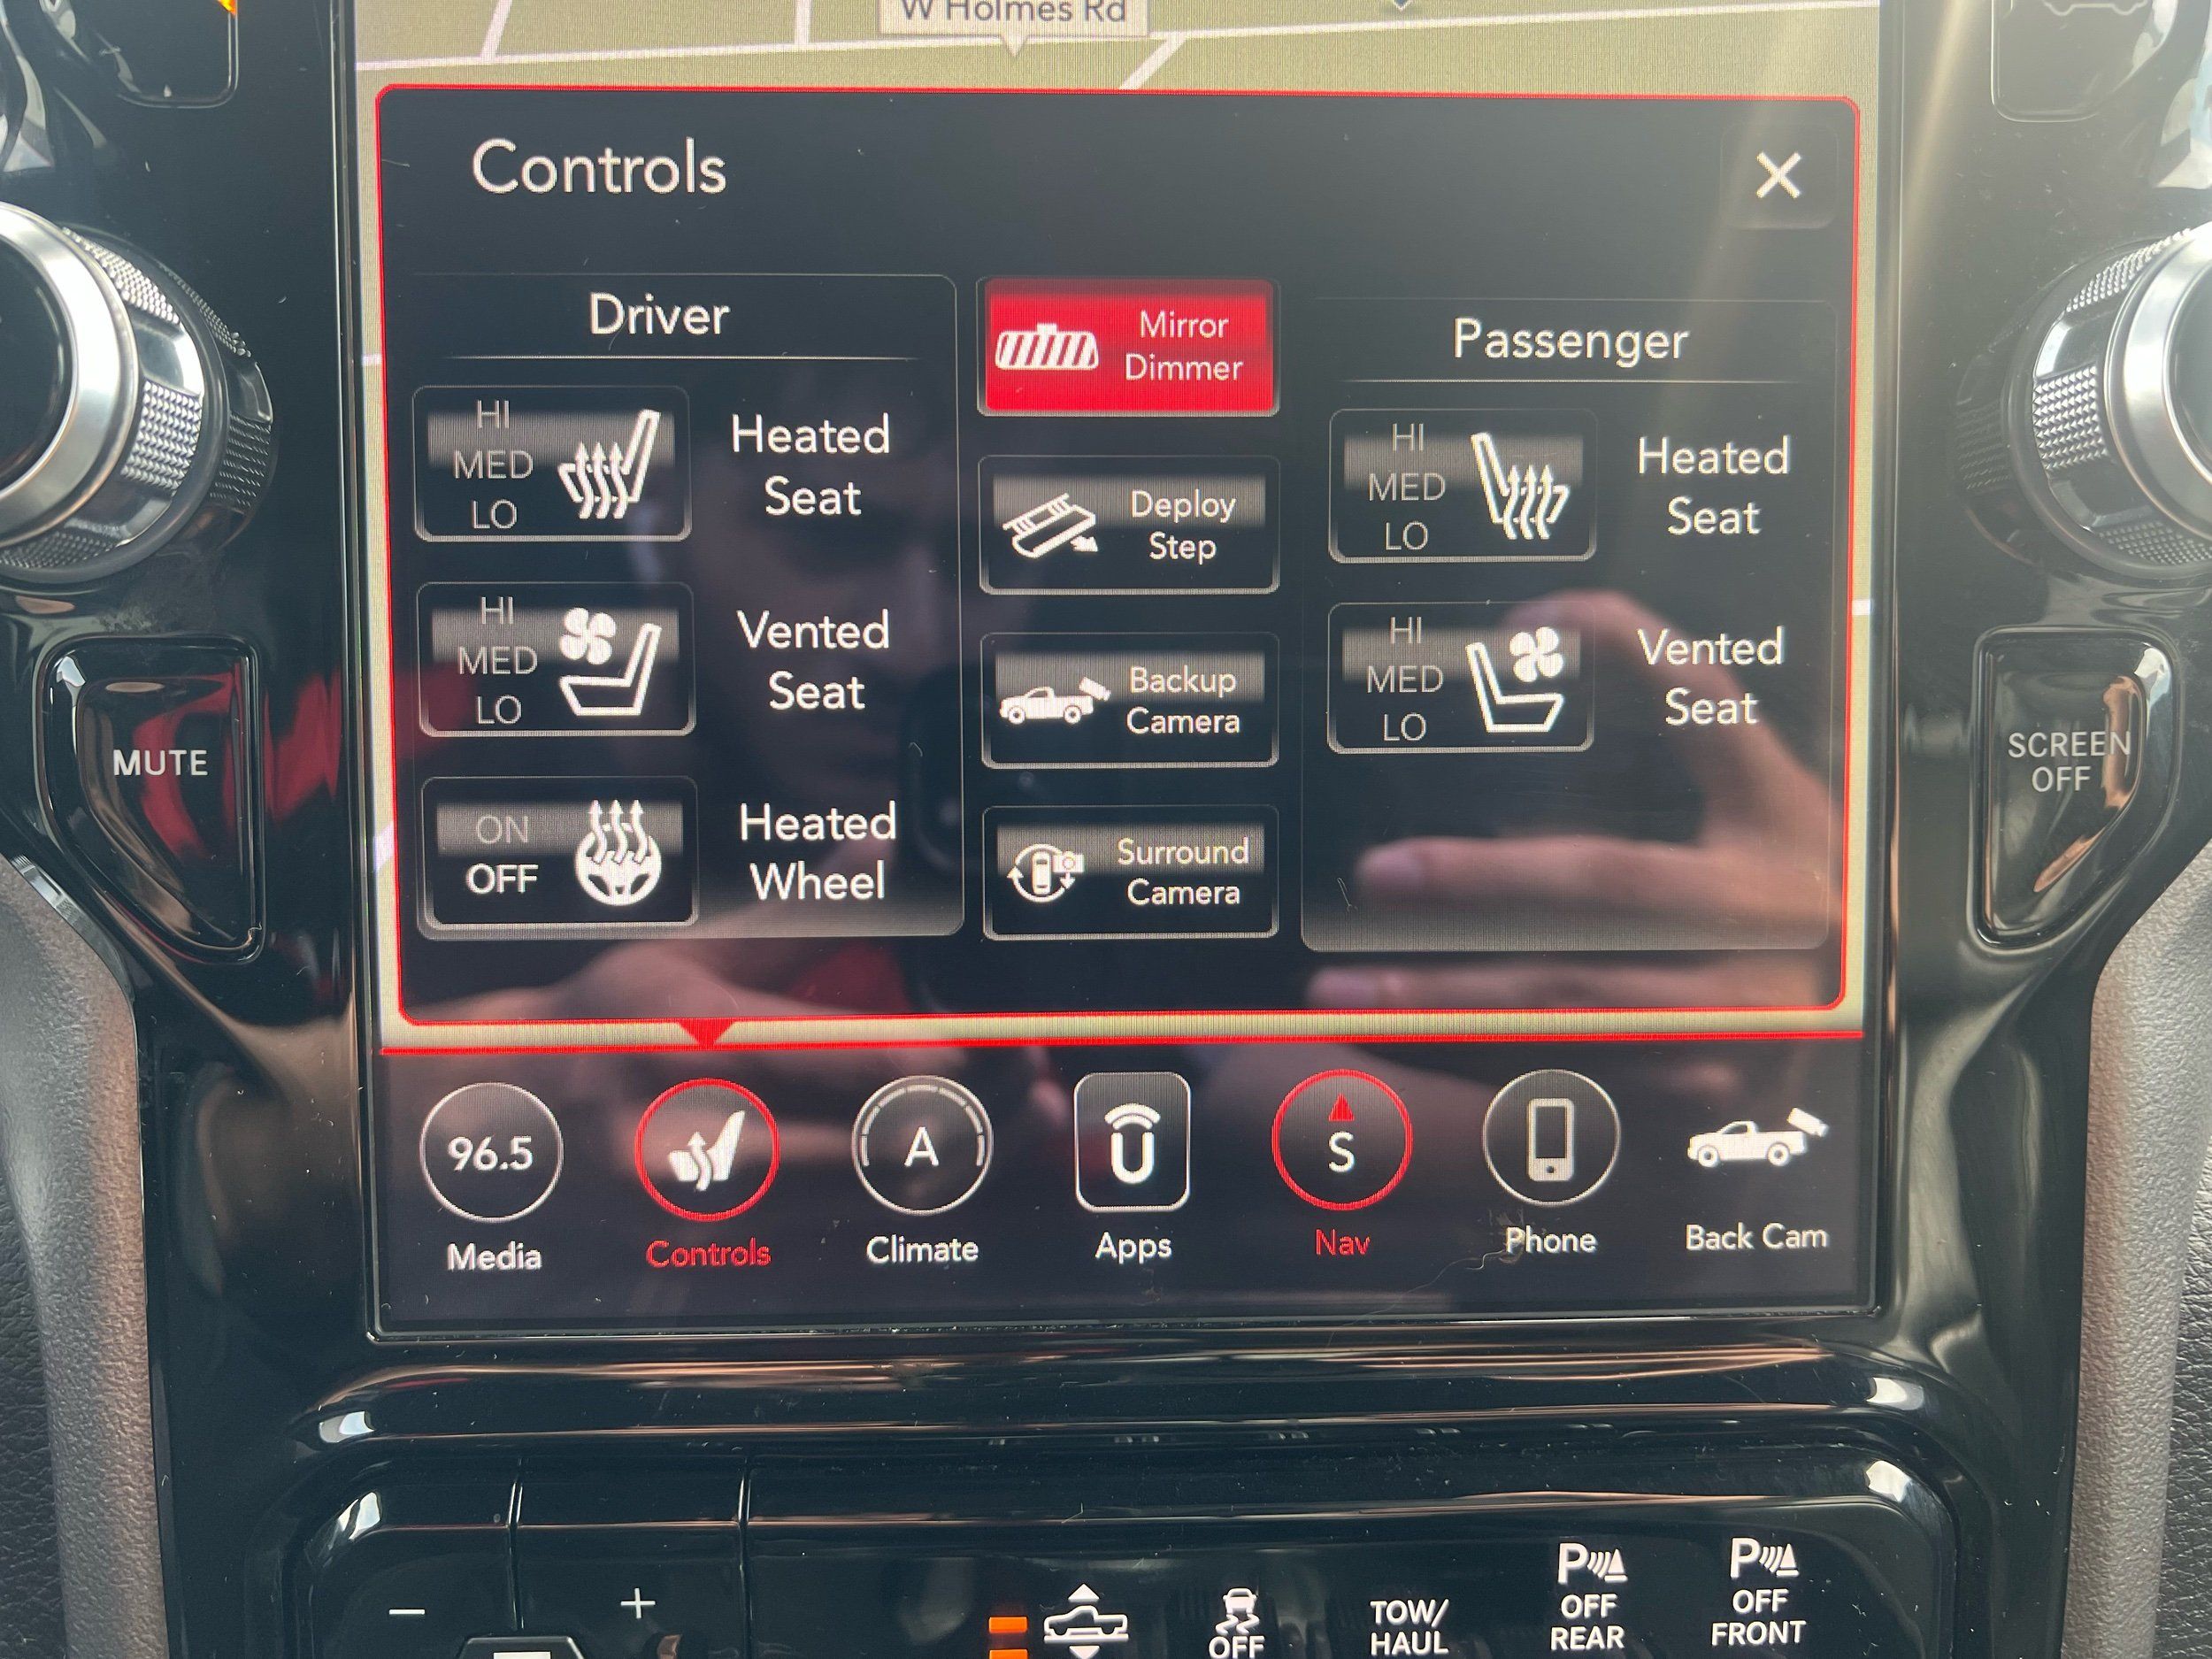 W Holmes Rd
Controls
Driver
HI
MED
LO
Heated
Seat
HI
MED
LO
Vented
Seat
ON
OFF
Heated
Wheel
Mirror
Dimmer
Deploy
Step
Backup
Camera
Surround
Camera
Passenger
HI
MED
LO
Heated
Seat
HI
MED
LO
Vented
Seat
MUTE
SCREEN
OFF
96.5
Media
Controls
A
Climate
Apps
S
Nav
Phone
Back Cam
− +
OFF
TOW/
HAUL
P
OFF
REAR
P
OFF
FRONT